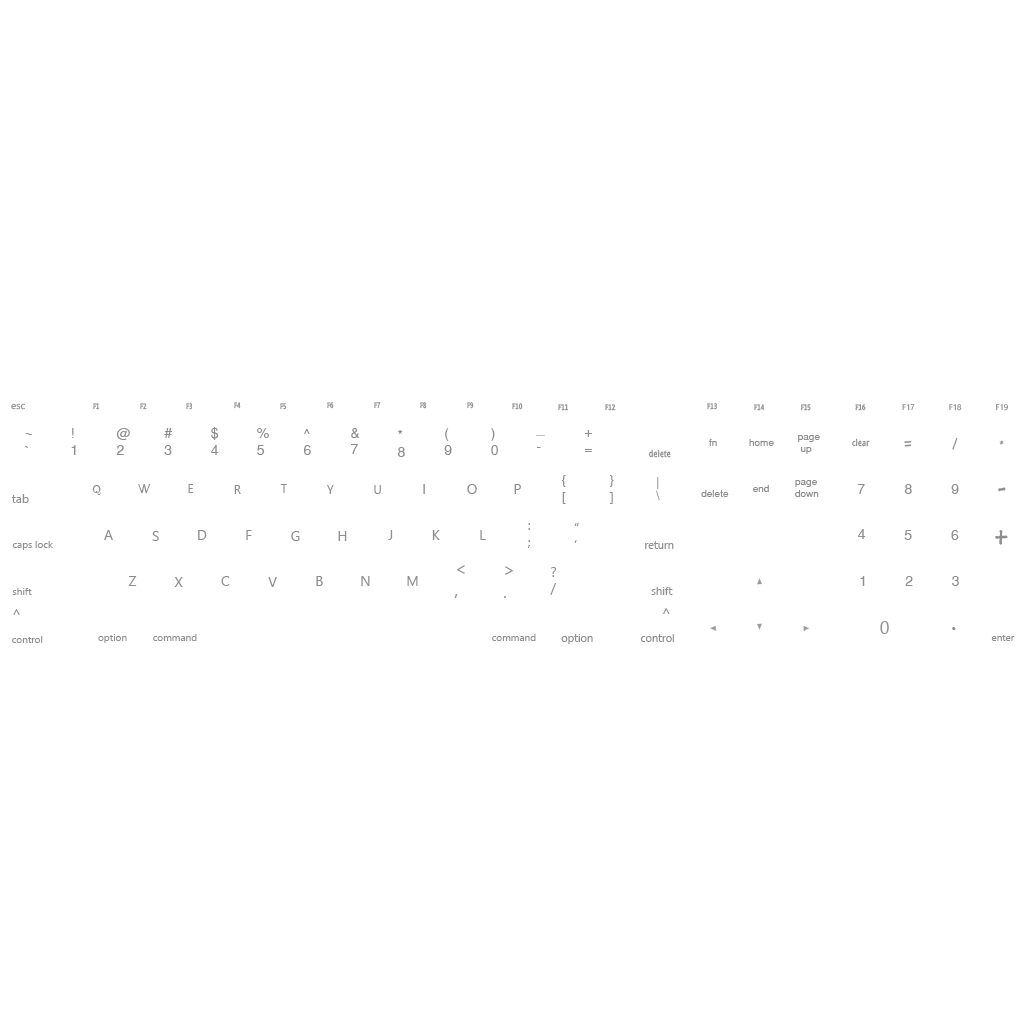 esc F1 F2 F3 F4 F5 F6 F7 F8 F9 F10 F11 F12 F13 F14 F15 F16 F17 F18 F19
~ ! @ # $ % ^ & * ( ) _ +
` 1 2 3 4 5 6 7 8 9 0 - = delete fn home page up clear = / *
tab Q W E R T Y U I O P { } |
[ ] \ delete end page down 7 8 9 -
caps lock A S D F G H J K L : “
; ‘ return 4 5 6 +
shift Z X C V B N M < > ?
, . / shift ▲ 1 2 3
^ ^
control option command command option control ◄ ▼ ► 0 . enter